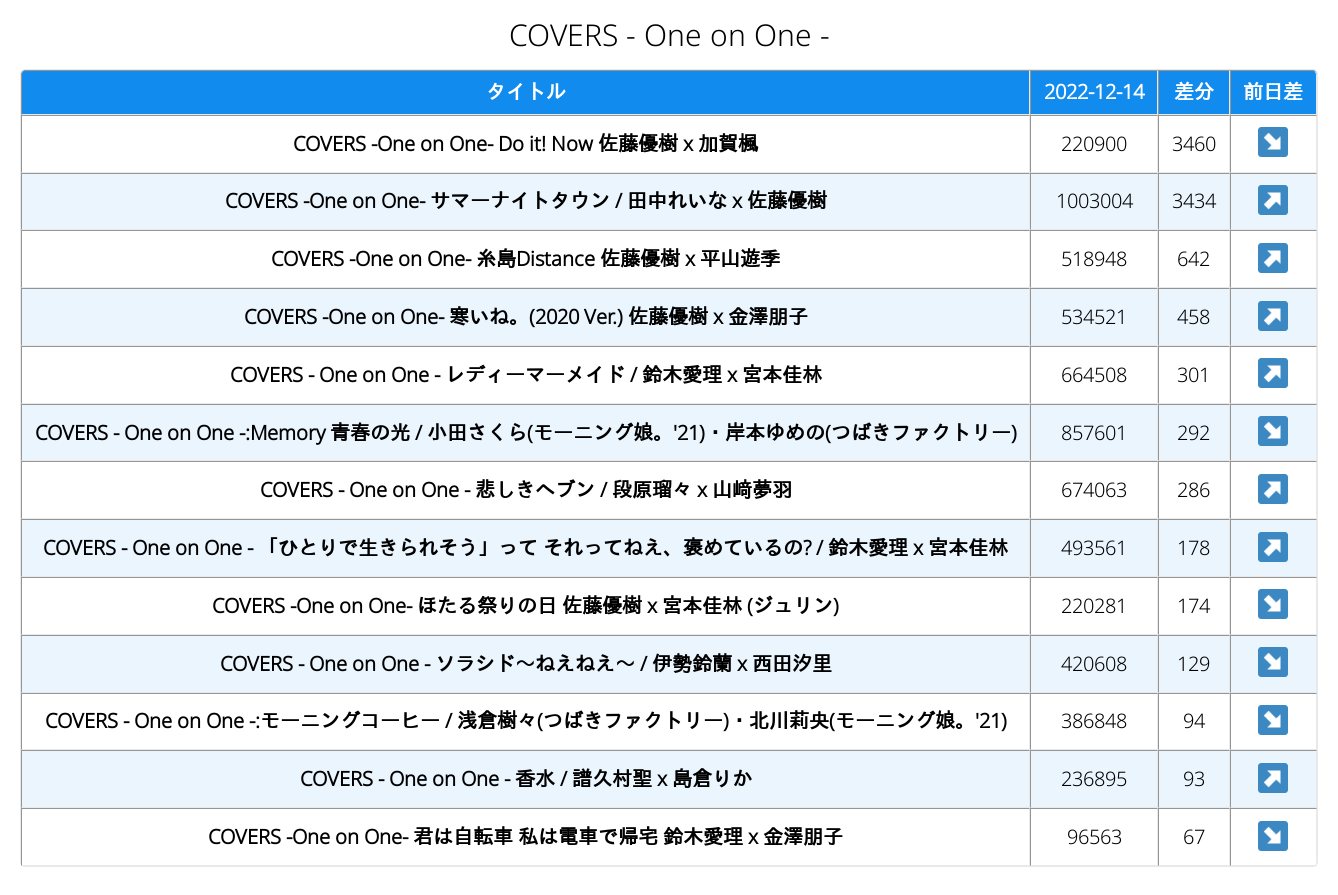 COVERS - One on One -
タイトル 2022-12-14 差分 前日差
COVERS -One on One- Do it! Now 佐藤優樹 x 加賀楓 220900 3460 ↘
COVERS -One on One- サマーナイトタウン / 田中れいな x 佐藤優樹 1003004 3434 ↗
COVERS -One on One- 糸島Distance 佐藤優樹 x 平山遊季 518948 642 ↗
COVERS -One on One- 寒いね。(2020 Ver.) 佐藤優樹 x 金澤朋子 534521 458 ↗
COVERS - One on One - レディーマーメイド / 鈴木愛理 x 宮本佳林 664508 301 ↗
COVERS - One on One -:Memory 青春の光 / 小田さくら(モーニング娘。'21)・岸本ゆめの(つばきファクトリー) 857601 292 ↘
COVERS - One on One - 悲しきヘブン / 段原瑠々 x 山﨑夢羽 674063 286 ↗
COVERS - One on One - 「ひとりで生きられそう」って それってねえ、褒めているの? / 鈴木愛理 x 宮本佳林 493561 178 ↗
COVERS -One on One- ほたる祭りの日 佐藤優樹 x 宮本佳林 (ジュリン) 220281 174 ↘
COVERS - One on One - ソラシド〜ねえねえ〜 / 伊勢鈴蘭 x 西田汐里 420608 129 ↘
COVERS - One on One -:モーニングコーヒー / 浅倉樹々(つばきファクトリー)・北川莉央(モーニング娘。'21) 386848 94 ↘
COVERS - One on One - 香水 / 譜久村聖 x 島倉りか 236895 93 ↗
COVERS -One on One- 君は自転車 私は電車で帰宅 鈴木愛理 x 金澤朋子 96563 67 ↘